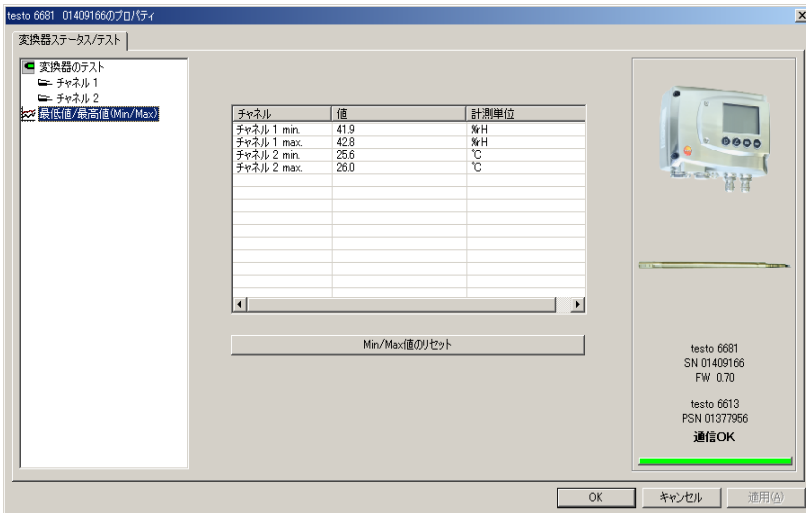 testo 6681 01409166のプロパティ
変換器ステータス/テスト
変換器のテスト
チャネル 1
チャネル 2
最低値/最高値(Min/Max)
チャネル 値 計測単位
チャネル 1 min. 41.9 %rH
チャネル 1 max. 42.8 %rH
チャネル 2 min. 25.6 ℃
チャネル 2 max. 26.0 ℃
Min/Max値のリセット
testo 6681
SN 01409166
FW 0.70
testo 6613
PSN 01377956
通信OK
OK キャンセル 適用(A)